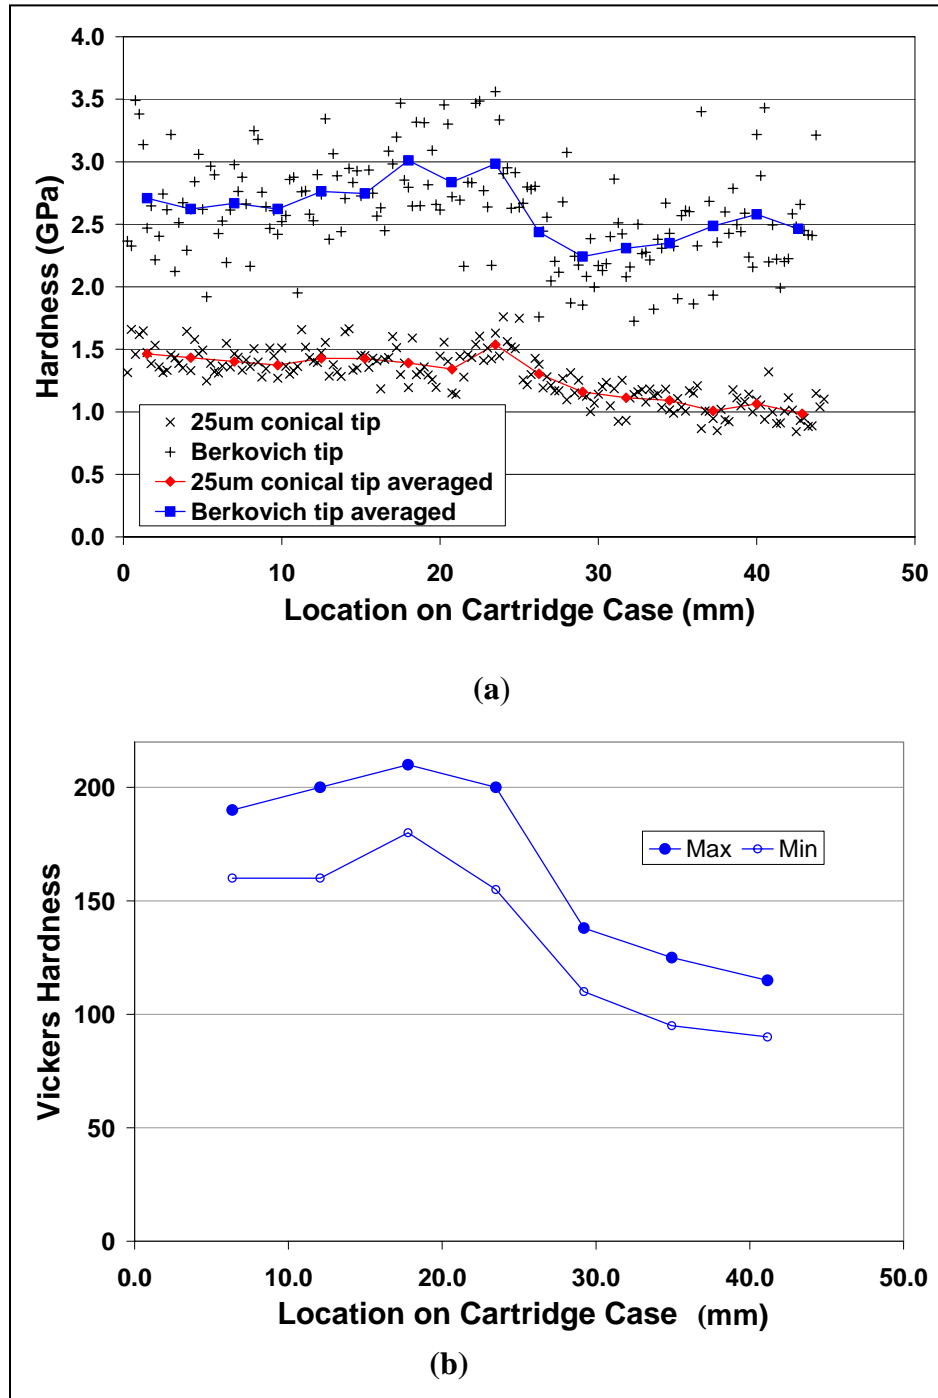 4.0
3.5
3.0
2.5
2.0
1.5
1.0
0.5
0.0
Hardness (GPa)
25um conical tip
Berkovich tip
25um conical tip averaged
Berkovich tip averaged
0 10 20 30 40 50
Location on Cartridge Case (mm)
(a)
200
150
100
50
0
Vickers Hardness
Max Min
0.0 10.0 20.0 30.0 40.0 50.0
Location on Cartridge Case (mm)
(b)